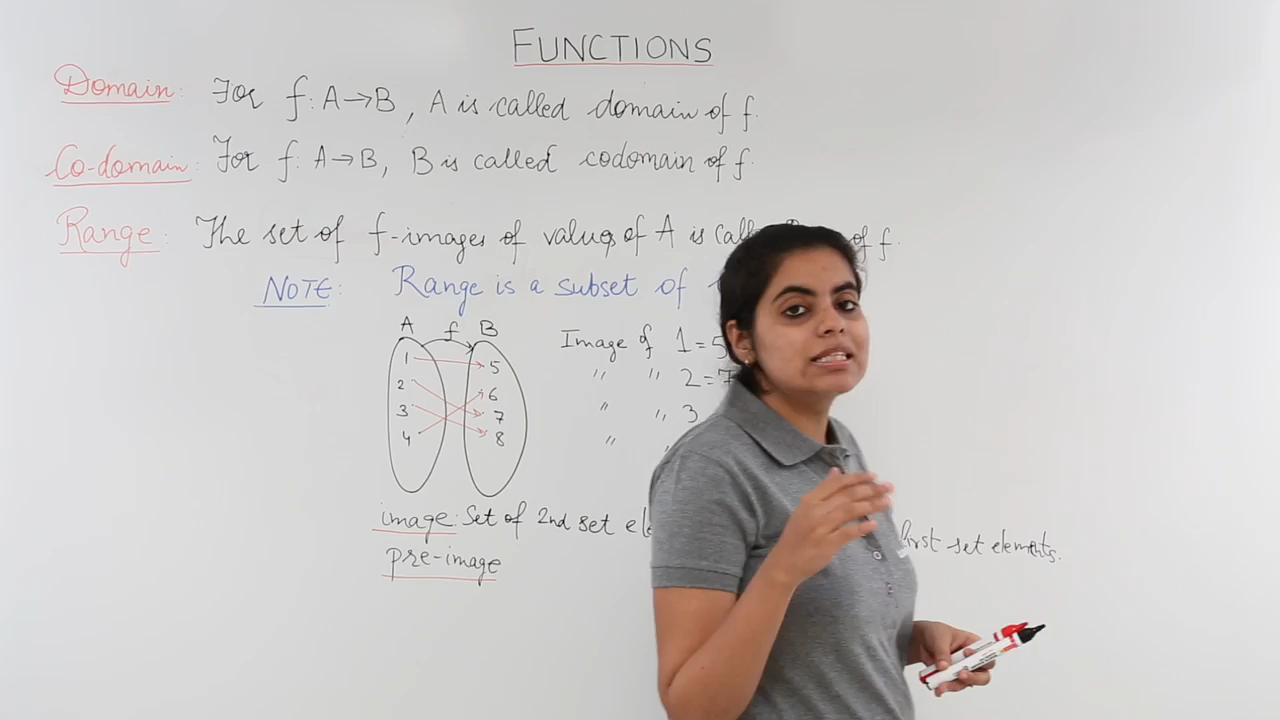 FUNCTIONS
Domain: For f: A→B, A is called domain of f.
Co-domain: For f: A→B, B is called codomain of f.
Range: The set of f-images of values of A is of f.
NOTE: Range is a subset of
A f B
Image of 1 = 5
" " 2 = 7
" " 3
" "
1 5
2 6
3 7
4 8
image: Set of 2nd set first set elements.
pre-image